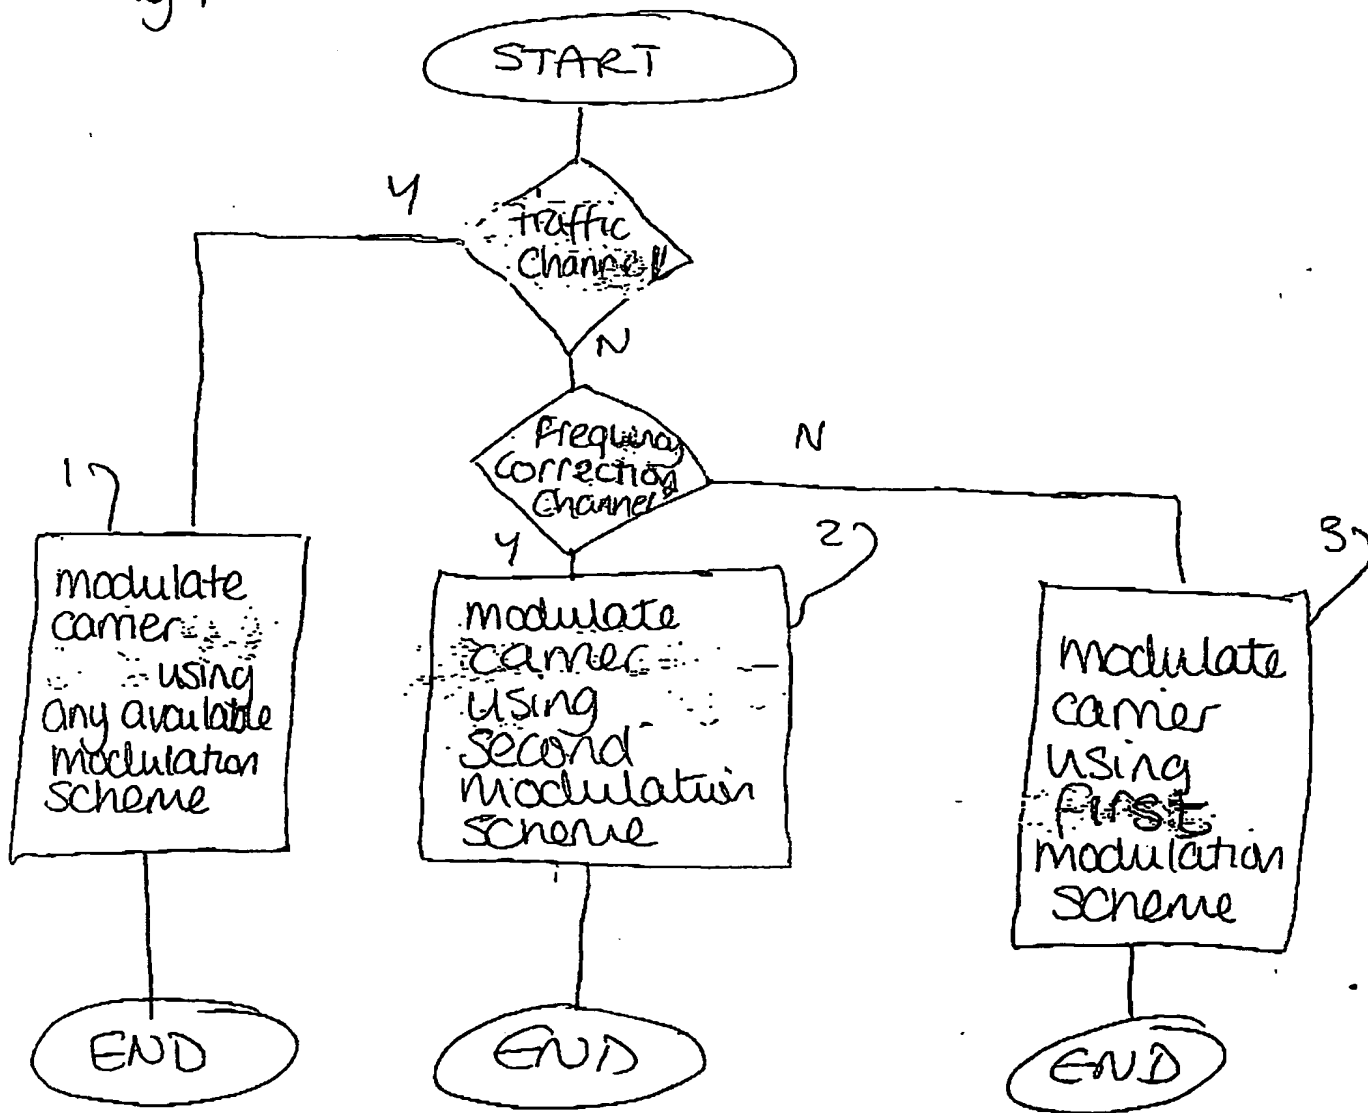 START
Y
Traffic
Channel?
N
Frequency
Correction
Channel?
N
Y
1
modulate
carrier
using
any available
modulation
scheme
2
modulate
carrier
using
second
modulation
scheme
3
modulate
carrier
using
first
modulation
scheme
END
END
END